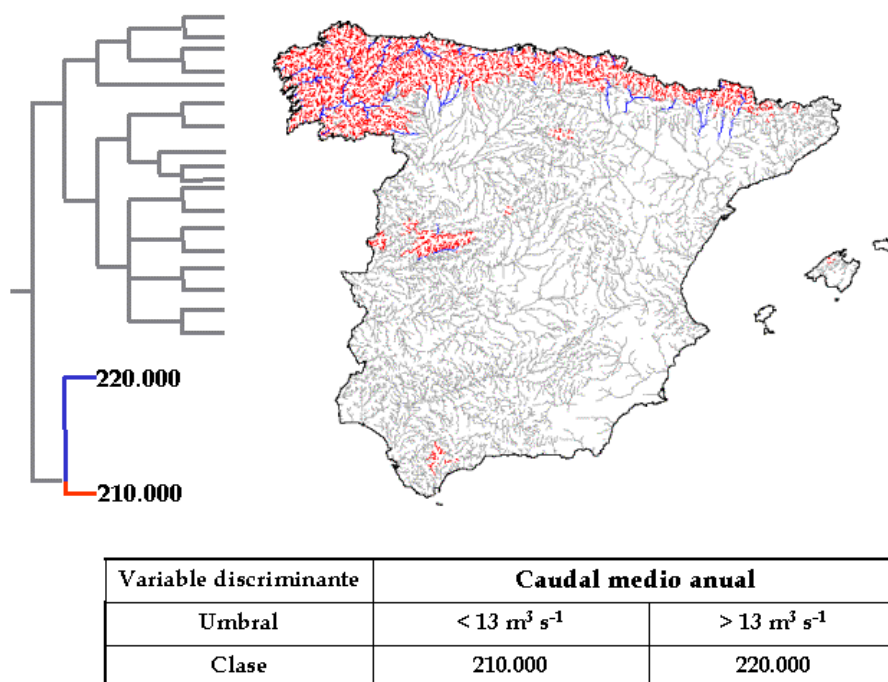 220.000
210.000
Variable discriminante Caudal medio anual
Umbral < 13 m³ s⁻¹ > 13 m³ s⁻¹
Clase 210.000 220.000